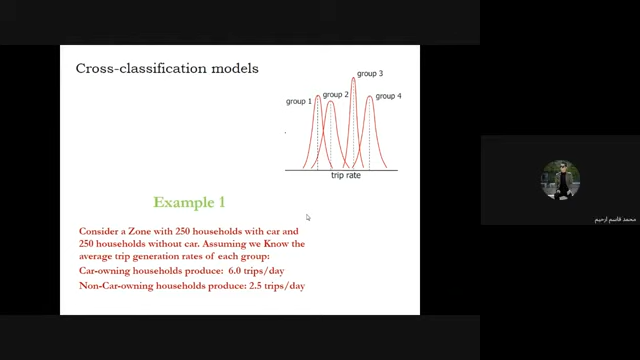 Cross-classification models
group 3
group 2
group 1
group 4
trip rate
Example 1
Consider a Zone with 250 households with car and
250 households without car. Assuming we Know the
average trip generation rates of each group:
Car-owning households produce: 6.0 trips/day
Non-Car-owning households produce: 2.5 trips/day
محمد قاسم ارحيم